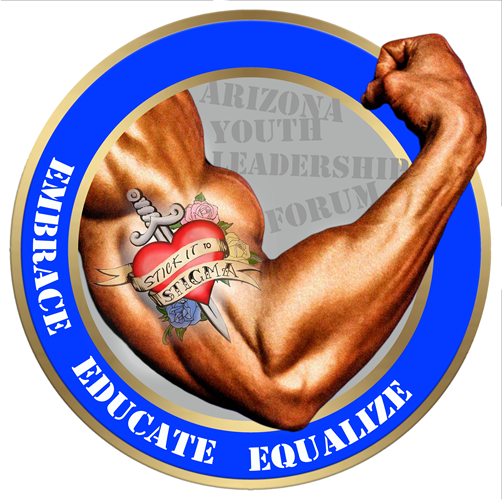 ARIZONA
YOUTH
LEADERSHIP
FORUM
STICK IT TO
STIGMA
EMBRACE EDUCATE EQUALIZE